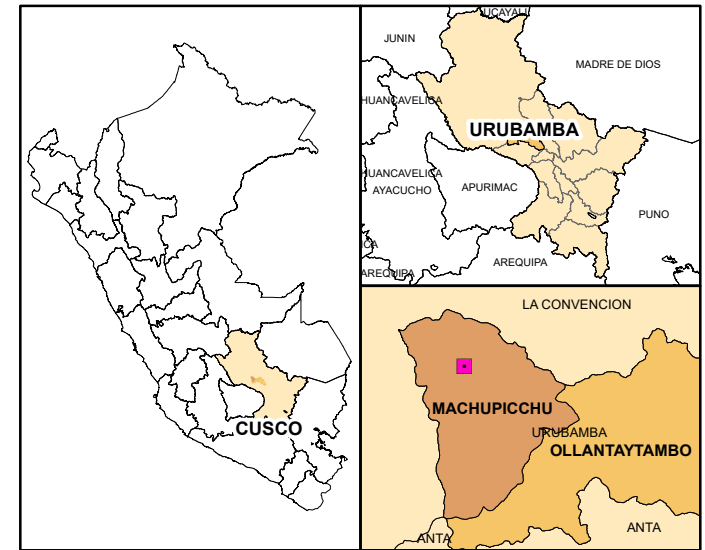 CUSCO
UCAYALI
JUNIN
MADRE DE DIOS
HUANCAVELICA
URUBAMBA
HUANCAVELICA
AYACUCHO
APURIMAC
PUNO
ICA
AREQUIPA
AREQUIPA
LA CONVENCION
MACHUPICCHU
URUBAMBA
OLLANTAYTAMBO
ANTA
ANTA